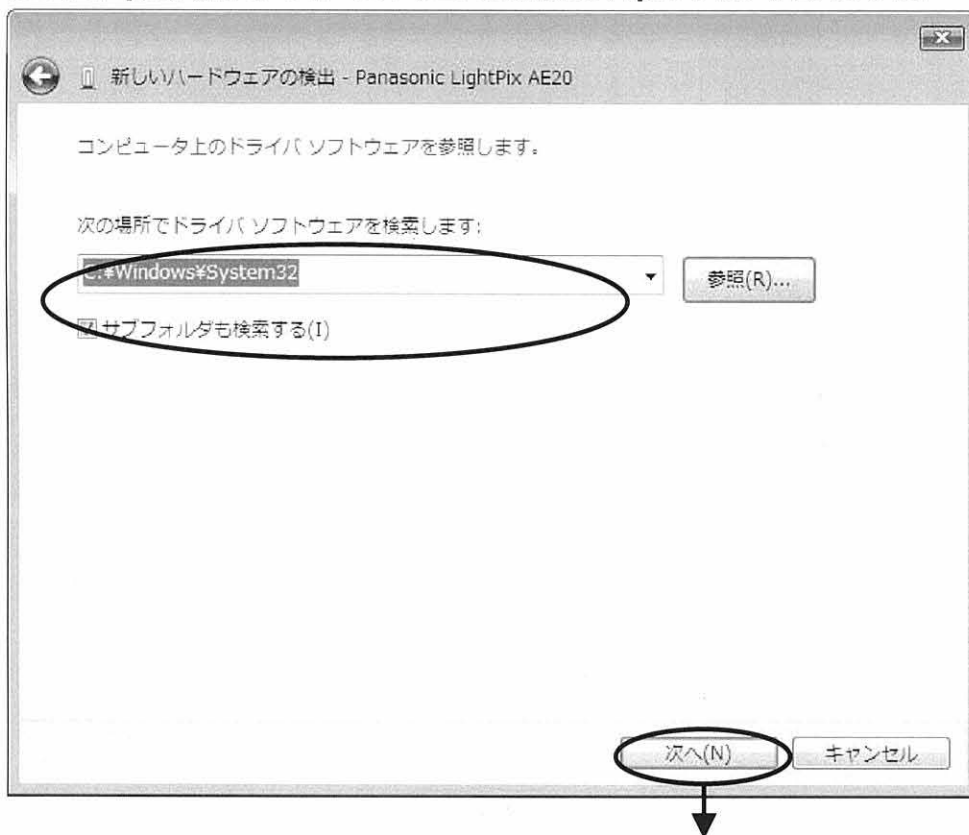 新しいハードウェアの検出 - Panasonic LightPix AE20
コンピュータ上のドライバ ソフトウェアを参照します。
次の場所でドライバ ソフトウェアを検索します:
C:¥Windows¥System32
参照(R)...
サブフォルダも検索する(I)
次へ(N)
キャンセル